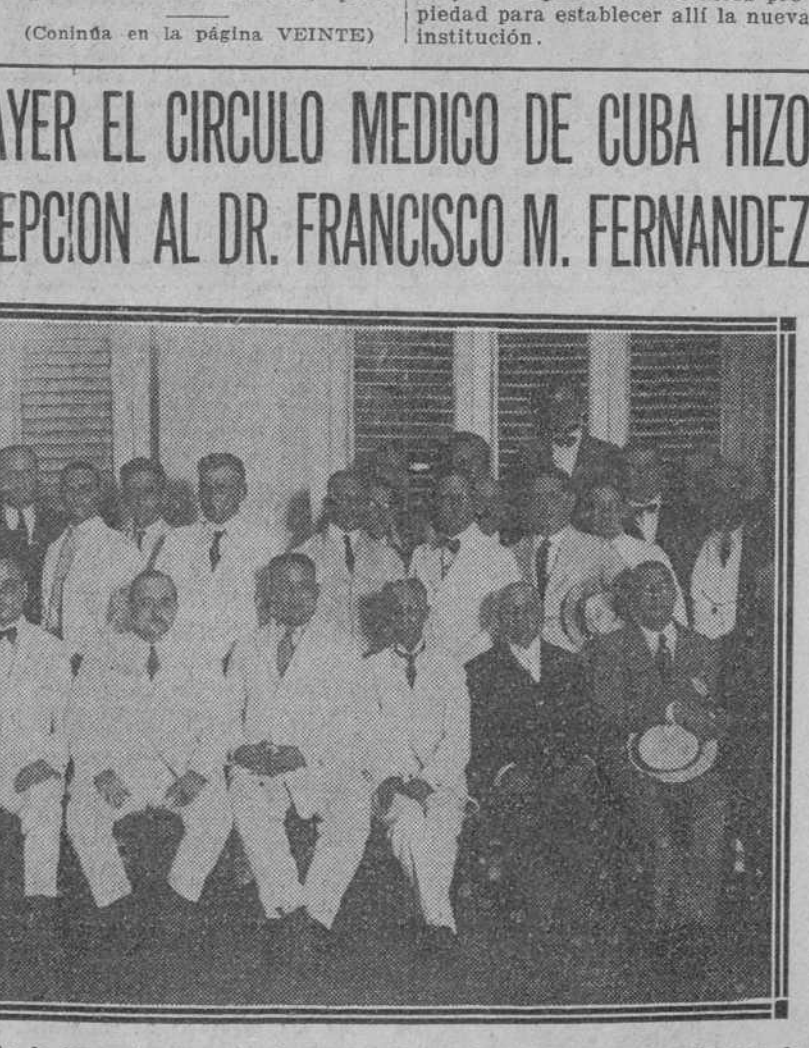 (Coninúa en la página VEINTE)
piedad para establecer allí la nueva
institución.
AYER EL CIRCULO MEDICO DE CUBA HIZO
EPCION AL DR. FRANCISCO M. FERNANDEZ